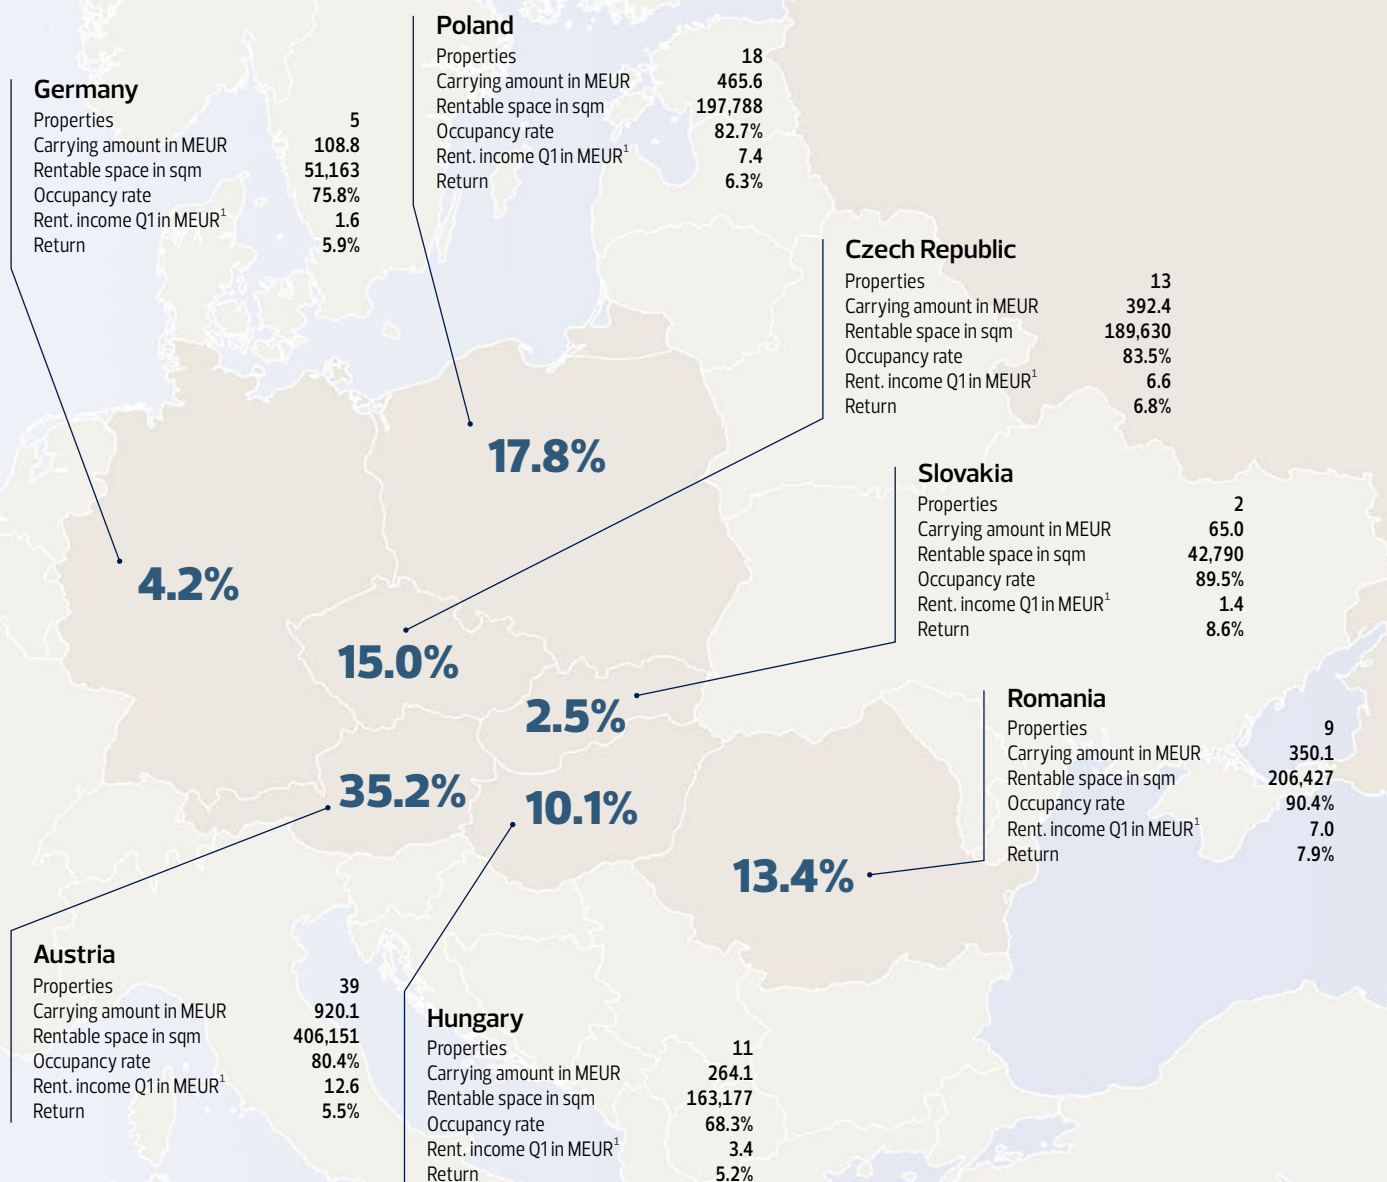 Poland
Properties 18
Carrying amount in MEUR 465.6
Rentable space in sqm 197,788
Occupancy rate 82.7%
Rent. income Q1 in MEUR¹ 7.4
Return 6.3%
Germany
Properties 5
Carrying amount in MEUR 108.8
Rentable space in sqm 51,163
Occupancy rate 75.8%
Rent. income Q1 in MEUR¹ 1.6
Return 5.9%
Czech Republic
Properties 13
Carrying amount in MEUR 392.4
Rentable space in sqm 189,630
Occupancy rate 83.5%
Rent. income Q1 in MEUR¹ 6.6
Return 6.8%
17.8%
Slovakia
Properties 2
Carrying amount in MEUR 65.0
Rentable space in sqm 42,790
Occupancy rate 89.5%
Rent. income Q1 in MEUR¹ 1.4
Return 8.6%
4.2%
15.0%
2.5%
Romania
Properties 9
Carrying amount in MEUR 350.1
Rentable space in sqm 206,427
Occupancy rate 90.4%
Rent. income Q1 in MEUR¹ 7.0
Return 7.9%
35.2%
10.1%
13.4%
Austria
Properties 39
Carrying amount in MEUR 920.1
Rentable space in sqm 406,151
Occupancy rate 80.4%
Rent. income Q1 in MEUR¹ 12.6
Return 5.5%
Hungary
Properties 11
Carrying amount in MEUR 264.1
Rentable space in sqm 163,177
Occupancy rate 68.3%
Rent. income Q1 in MEUR¹ 3.4
Return 5.2%